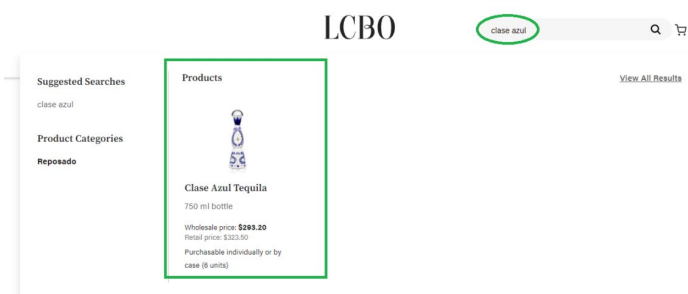 LCBO
clase azul
Suggested Searches
clase azul
Product Categories
Reposado
Products
Clase Azul Tequila
750 ml bottle
Wholesale price: $293.20
Retail price: $323.50
Purchasable individually or by
case (6 units)
View All Results